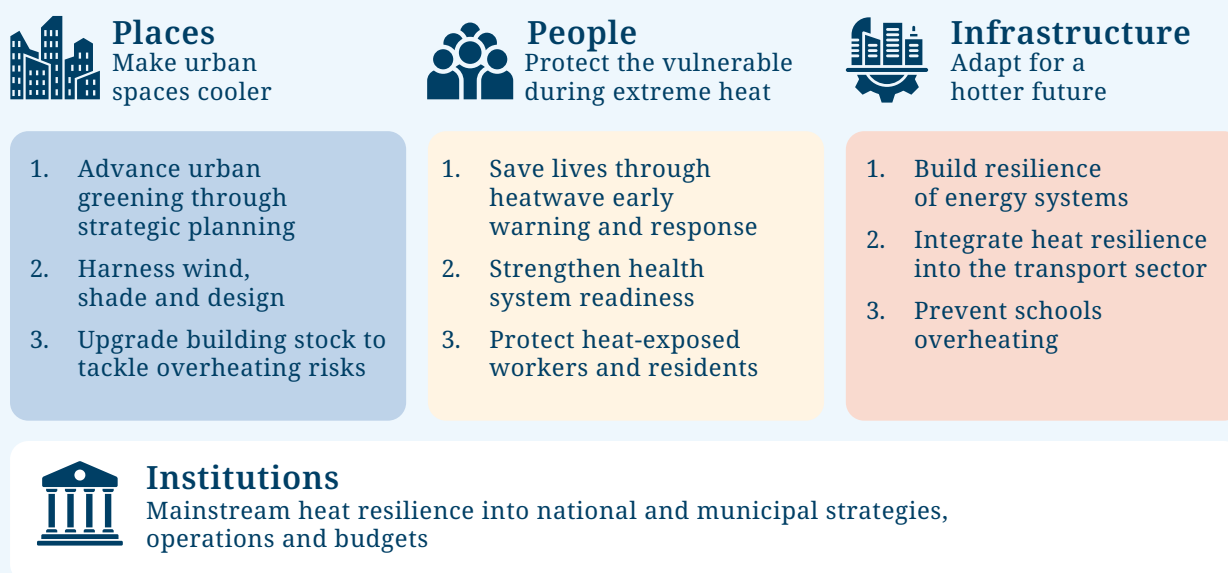 Places
Make urban
spaces cooler
1. Advance urban
greening through
strategic planning
2. Harness wind,
shade and design
3. Upgrade building stock to
tackle overheating risks
People
Protect the vulnerable
during extreme heat
1. Save lives through
heatwave early
warning and response
2. Strengthen health
system readiness
3. Protect heat-exposed
workers and residents
Infrastructure
Adapt for a
hotter future
1. Build resilience
of energy systems
2. Integrate heat resilience
into the transport sector
3. Prevent schools
overheating
Institutions
Mainstream heat resilience into national and municipal strategies,
operations and budgets